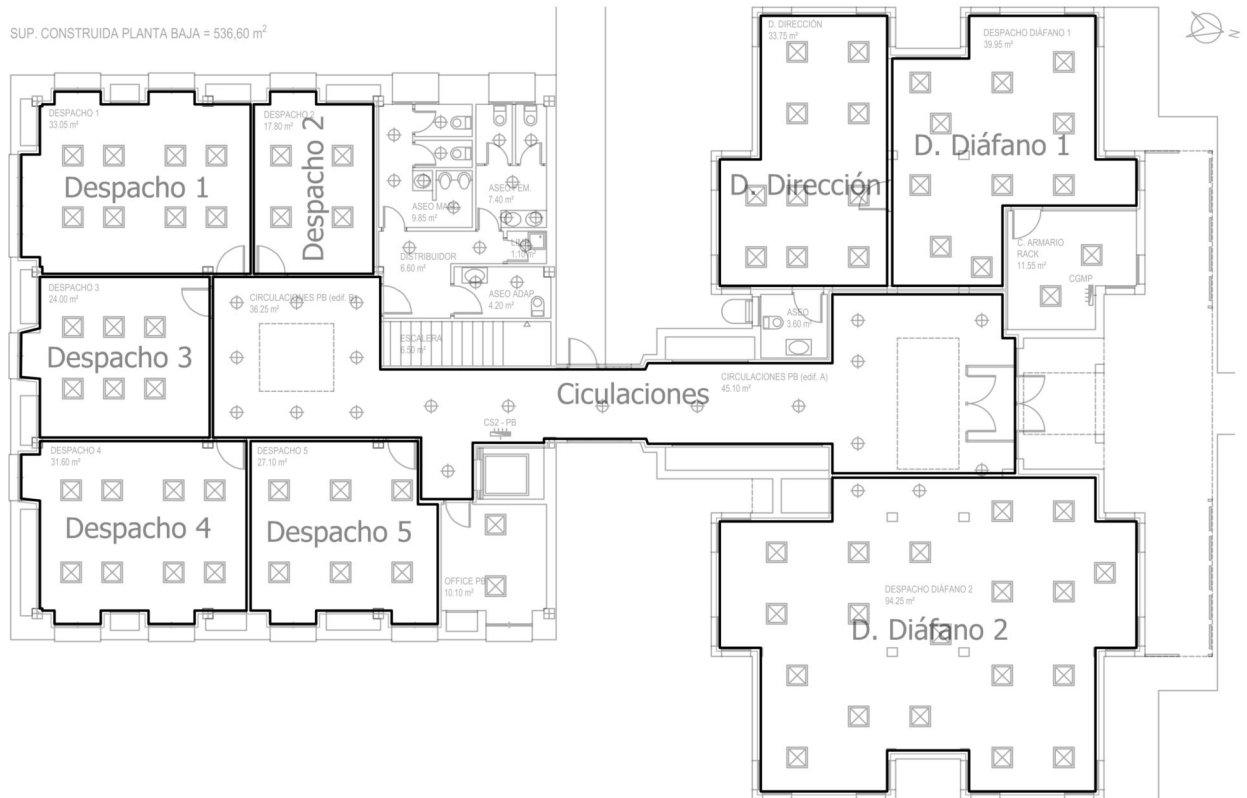 SUP. CONSTRUIDA PLANTA BAJA = 536,60 m²
N
DESPACHO 1
33.05 m²
Despacho 1
DESPACHO 2
17.80 m²
Despacho 2
ASEO FEM.
7.40 m²
9.85 m²
DISTRIBUIDOR
6.60 m²
1.10 m²
ASEO ADAP.
4.20 m²
ESCALERA
6.50 m²
D. DIRECCIÓN
33.75 m²
D. Dirección
DESPACHO DIÁFANO 1
39.95 m²
D. Diáfano 1
C. ARMARIO
RACK
11.55 m²
CGMP
ASEO
3.60 m²
DESPACHO 3
24.00 m²
Despacho 3
CIRCULACIONES PB (edif. B)
36.25 m²
Ciculaciones
CIRCULACIONES PB (edif. A)
45.10 m²
CS2 - PB
DESPACHO 4
31.60 m²
Despacho 4
DESPACHO 5
27.10 m²
Despacho 5
OFFICE PB
10.10 m²
DESPACHO DIÁFANO 2
94.25 m²
D. Diáfano 2